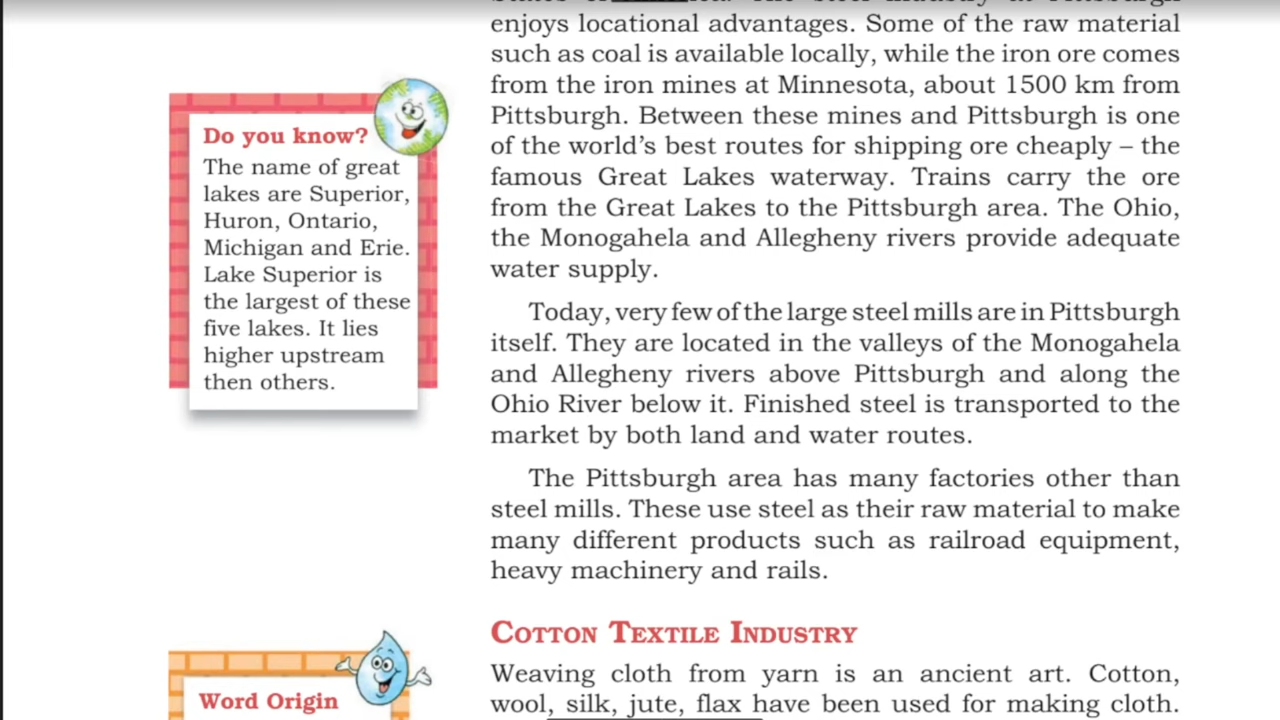 enjoys locational advantages. Some of the raw material
such as coal is available locally, while the iron ore comes
from the iron mines at Minnesota, about 1500 km from
Pittsburgh. Between these mines and Pittsburgh is one
of the world's best routes for shipping ore cheaply – the
famous Great Lakes waterway. Trains carry the ore
from the Great Lakes to the Pittsburgh area. The Ohio,
the Monogahela and Allegheny rivers provide adequate
water supply.
Today, very few of the large steel mills are in Pittsburgh
itself. They are located in the valleys of the Monogahela
and Allegheny rivers above Pittsburgh and along the
Ohio River below it. Finished steel is transported to the
market by both land and water routes.
The Pittsburgh area has many factories other than
steel mills. These use steel as their raw material to make
many different products such as railroad equipment,
heavy machinery and rails.
COTTON TEXTILE INDUSTRY
Weaving cloth from yarn is an ancient art. Cotton,
wool, silk, jute, flax have been used for making cloth.
Do you know?
The name of great
lakes are Superior,
Huron, Ontario,
Michigan and Erie.
Lake Superior is
the largest of these
five lakes. It lies
higher upstream
then others.
Word Origin